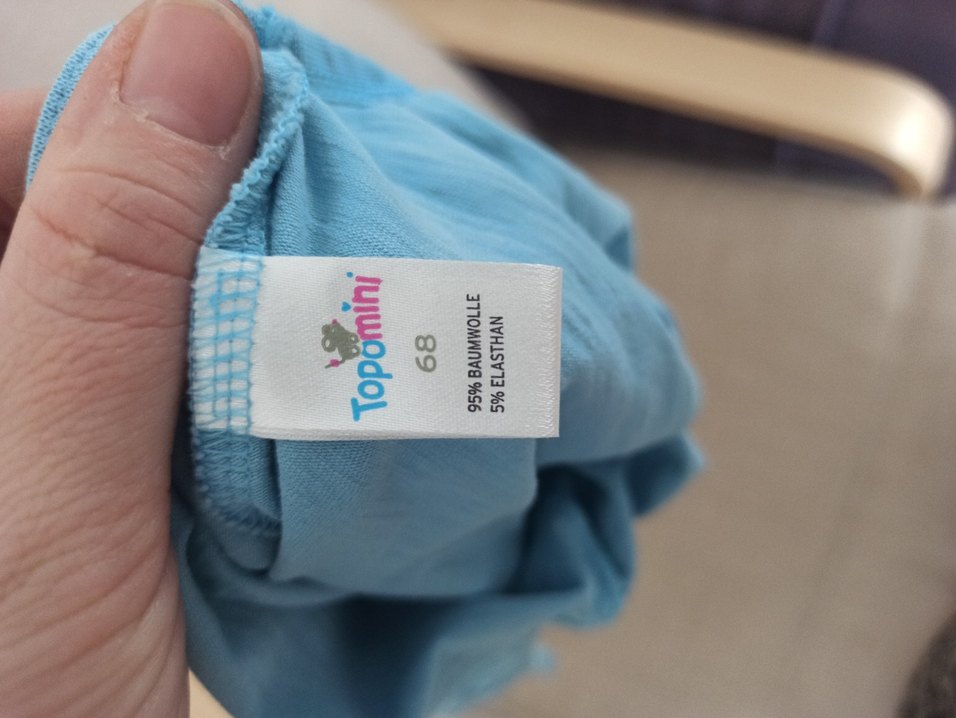 Topomini
68
95% BAUMWOLLE
5% ELASTHAN